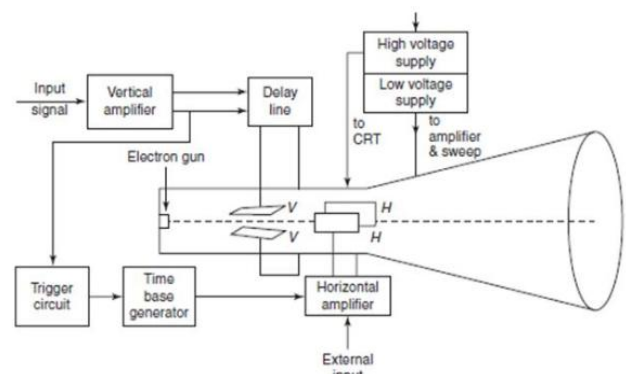 High voltage
supply
Low voltage
supply
Input
signal
Vertical
amplifier
Delay
line
to
CRT
to
amplifier
& sweep
Electron gun
V
V
H
H
Trigger
circuit
Time
base
generator
Horizontal
amplifier
External